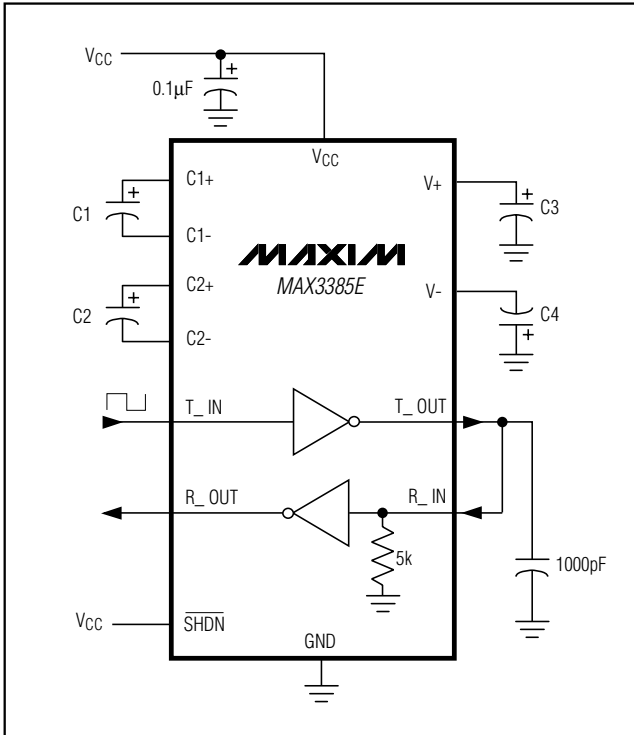 VCC
+
0.1μF
VCC
C1+
+
C1
C1-
V+
+
C3
MAXIM
MAX3385E
C2+
+
C2
C2-
V-
C4
+
T_ IN
T_ OUT
R_ OUT
R_ IN
5k
1000pF
VCC
SHDN
GND